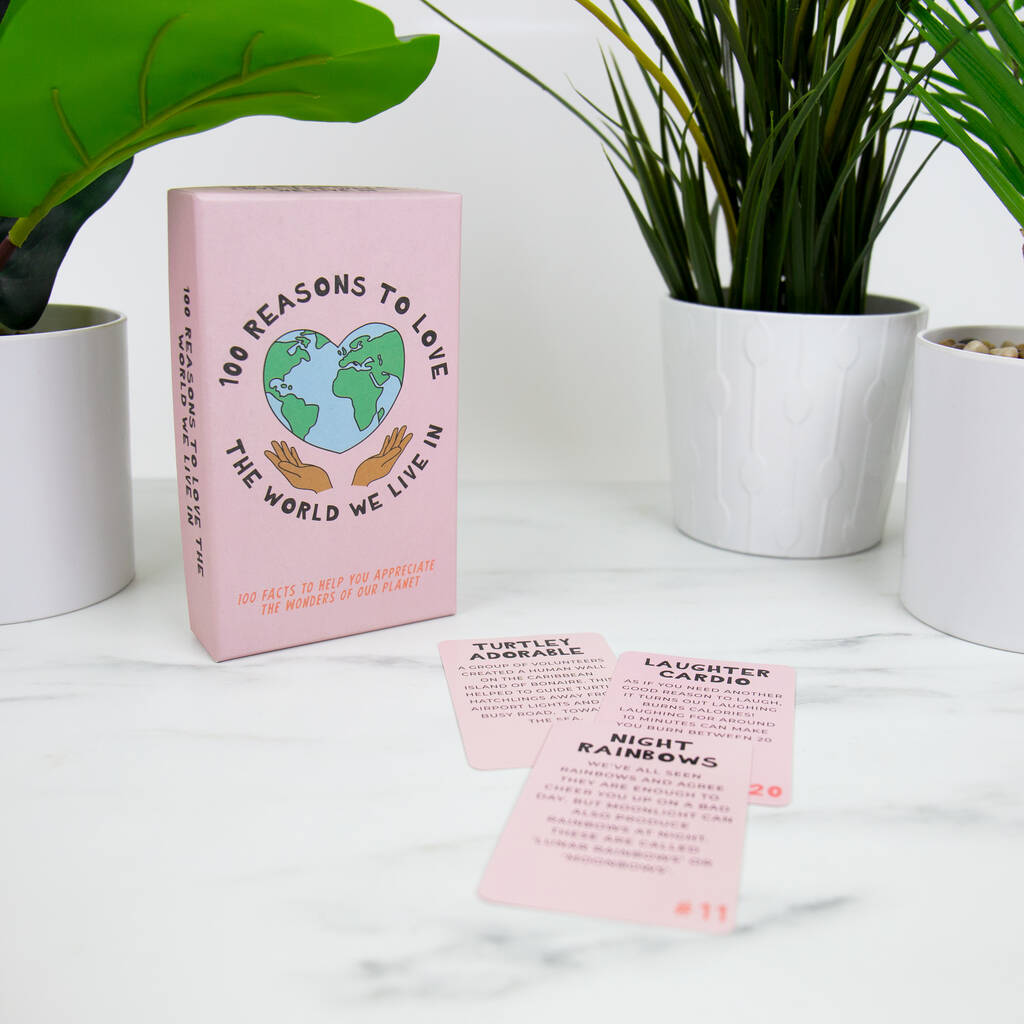 100 REASONS TO LOVE
THE WORLD WE LIVE IN
100 FACTS TO HELP YOU APPRECIATE
THE WONDERS OF OUR PLANET
100 REASONS TO LOVE THE
WORLD WE LIVE IN
TURTLEY
ADORABLE
A GROUP OF VOLUNTEERS
CREATED A HUMAN WALL
ON THE CARIBBEAN
ISLAND OF BONAIRE. THIS
HELPED TO GUIDE TURT
HATCHLINGS AWAY FR
AIRPORT LIGHTS AND
BUSY ROAD, TOWA
THE SEA.
LAUGHTER
CARDIO
AS IF YOU NEED ANOTHER
GOOD REASON TO LAUGH,
IT TURNS OUT LAUGHING
BURNS CALORIES!
LAUGHING FOR AROUND
10 MINUTES CAN MAKE
YOU BURN BETWEEN 20
20
NIGHT
RAINBOWS
WE'VE ALL SEEN
RAINBOWS AND AGREE
THEY ARE ENOUGH TO
CHEER YOU UP ON A BAD
DAY, BUT MOONLIGHT CAN
ALSO PRODUCE
RAINBOWS AT NIGHT.
THESE ARE CALLED
'LUNAR RAINBOWS' OR
'MOONBOWS'
#11